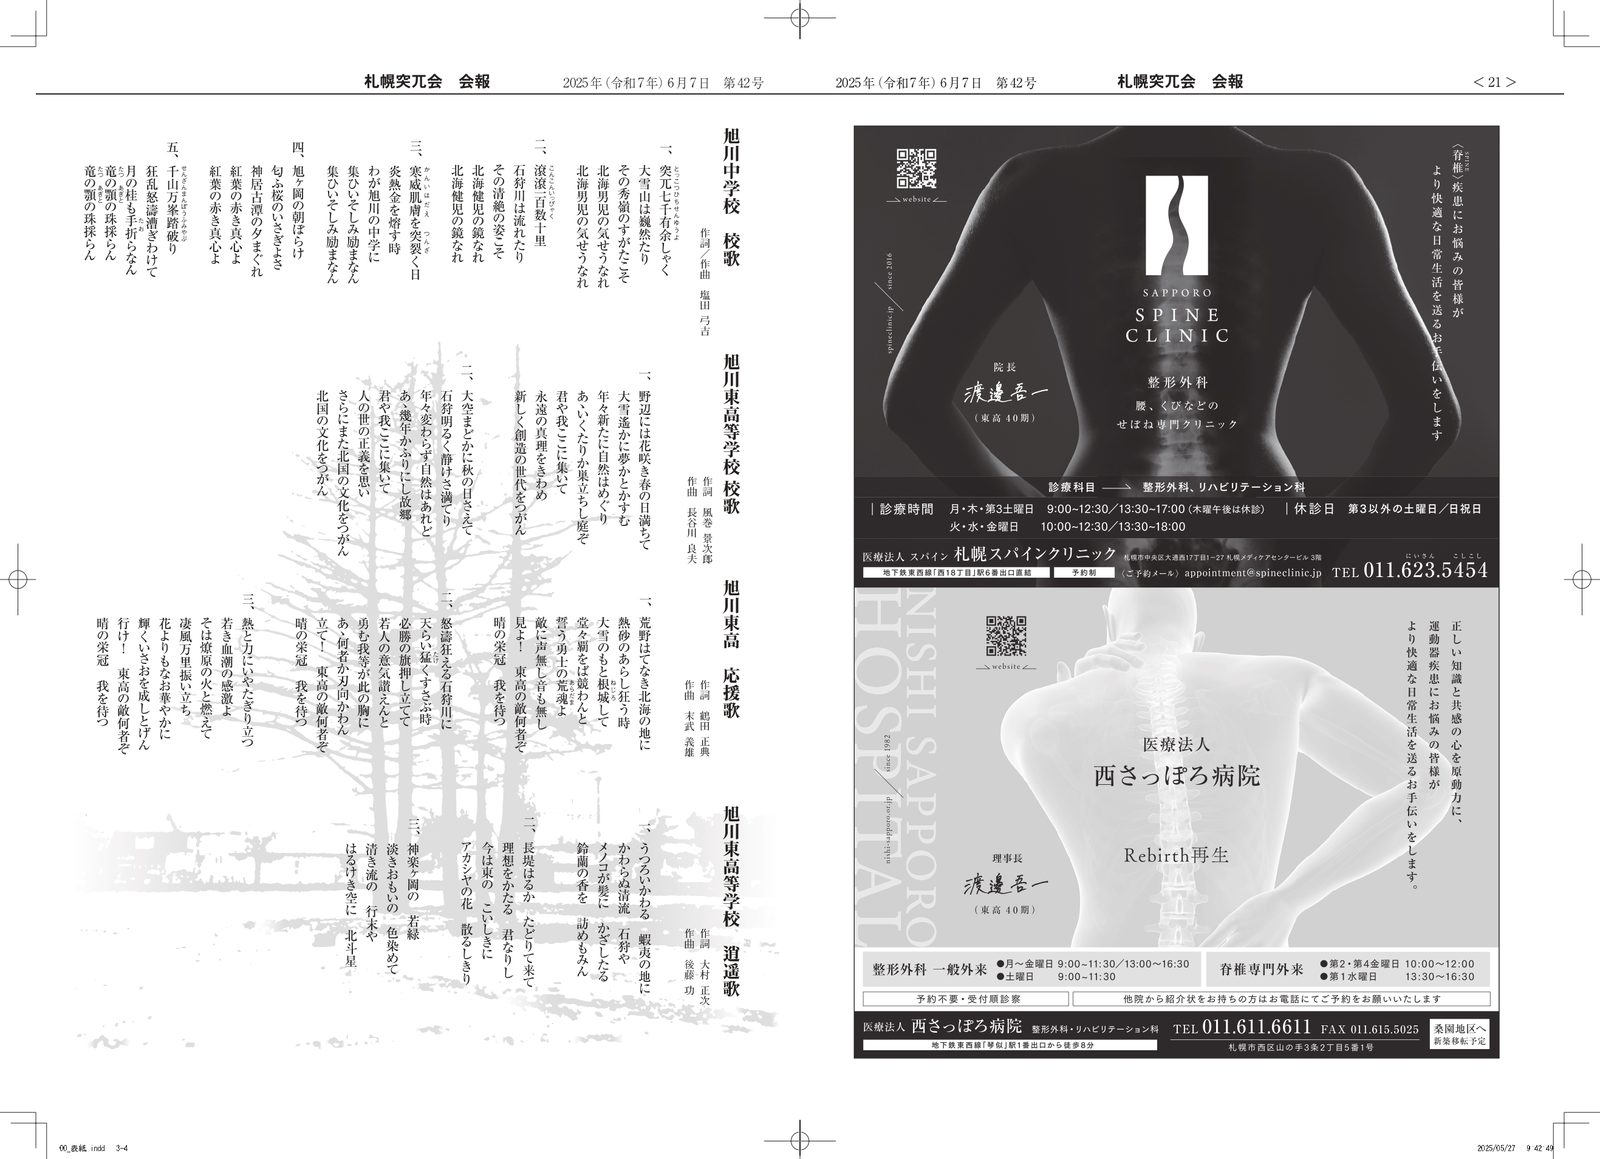 札幌突兀会　会報
2025年（令和7年）6月7日　第42号
旭川中学校　校歌
作詞／作曲　塩田 弓吉
一、突兀七千有余しゃく
大雪山は巍然たり
その秀嶺のすがたこそ
北海男児の気せうなれ
北海男児の気せうなれ
二、滾滾一百数十里
石狩川は流れたり
その清絶の姿こそ
北海健児の鏡なれ
北海健児の鏡なれ
三、寒威肌膚を突裂く日
炎熱金を熔す時
わが旭川の中学に
集ひいそしみ励まなん
集ひいそしみ励まなん
四、旭ヶ岡の朝ぼらけ
匂ふ桜のいさぎよさ
神居古潭の夕まぐれ
紅葉の赤き真心よ
紅葉の赤き真心よ
五、千山万峯踏破り
狂乱怒濤漕ぎわけて
月の桂も手折らなん
竜の顎の珠採らん
竜の顎の珠採らん
旭川東高等学校 校歌
作詞　風巻 景次郎
作曲　長谷川 良夫
一、野辺には花咲き春の日満ちて
大雪遙かに夢かとかすむ
年々新たに自然はめぐり
あゝいくたりか巣立ちし庭ぞ
君や我ここに集いて
永遠の真理をきわめ
新しく創造の世代をつがん
二、大空まどかに秋の日さえて
石狩明るく静けさ満てり
年々変わらず自然はあれど
あゝ幾年かふりにし故郷
君や我ここに集いて
人の世の正義を思い
さらにまた北国の文化をつがん
北国の文化をつがん
旭川東高　応援歌
作詞　鶴田 正典
作曲　末武 義雄
一、荒野はてなき北海の地に
熱砂のあらし狂う時
大雪のもと根城して
堂々覇をば競わんと
誓う勇士の荒魂よ
敵に声無し音も無し
見よ！　東高の敵何者ぞ
晴の栄冠　我を待つ
二、怒濤狂える石狩川に
天らい猛くすさぶ時
必勝の旗押し立てて
若人の意気讃えんと
勇む我等が此の胸に
あゝ何者か刃向かわん
立て！　東高の敵何者ぞ
晴の栄冠　我を待つ
三、熱と力にいやたぎり立つ
若き血潮の感激よ
そは燎原の火と燃えて
凄風万里振い立ち
花よりもなお華やかに
輝くいさおを成しとげん
行け！　東高の敵何者ぞ
晴の栄冠　我を待つ
旭川東高等学校　逍遥歌
作詞　大村 正次
作曲　後藤 功
一、うつろいかわる　蝦夷の地に
かわらぬ清流　石狩や
メノコが髪に　かざしたる
鈴蘭の香を　訪めもみん
二、長堤はるか　たどりて来て
理想をかたる　君なりし
今は東の　こいしきに
アカシヤの花　散るしきり
三、神楽ヶ岡の　若緑
淡きおもいの　色染めて
清き流の　行末や
はるけき空に　北斗星
2025年（令和7年）6月7日　第42号
札幌突兀会　会報
＜21＞
〈脊椎〉疾患にお悩みの皆様が
より快適な日常生活を送るお手伝いをします
website
since 2016
spineclinic.jp
SAPPORO
SPINE
CLINIC
整形外科
腰、くびなどの
せぼね専門クリニック
院長
渡邊吾一
（東高 40期）
診療科目 ―― 整形外科、リハビリテーション科
｜診療時間　月・木・第3土曜日　9:00~12:30／13:30~17:00（木曜午後は休診）
火・水・金曜日　10:00~12:30／13:30~18:00
｜休診日　第3以外の土曜日／日祝日
医療法人 スパイン 札幌スパインクリニック　札幌市中央区大通西17丁目1－27 札幌メディケアセンタービル 3階
地下鉄東西線「西18丁目」駅6番出口直結　予約制　〈ご予約メール〉 appointment@spineclinic.jp
にいさん　こしこし
TEL 011.623.5454
NISHI SAPPORO
HOSPITAL
website
since 1982
nishi-sapporo.or.jp
正しい知識と共感の心を原動力に、
運動器疾患にお悩みの皆様が
より快適な日常生活を送るお手伝いをします。
医療法人
西さっぽろ病院
Rebirth再生
理事長
渡邊吾一
（東高 40期）
整形外科 一般外来　●月～金曜日 9:00~11:30／13:00～16:30
●土曜日　9:00~11:30
脊椎専門外来　●第2・第4金曜日 10:00～12:00
●第1水曜日　13:30～16:30
予約不要・受付順診察
他院から紹介状をお持ちの方はお電話にてご予約をお願いいたします
医療法人 西さっぽろ病院　整形外科・リハビリテーション科
地下鉄東西線「琴似」駅1番出口から徒歩8分
TEL 011.611.6611　FAX 011.615.5025
札幌市西区山の手3条2丁目5番1号
桑園地区へ
新築移転予定
00_表紙.indd　3-4
2025/05/27　9:42:49